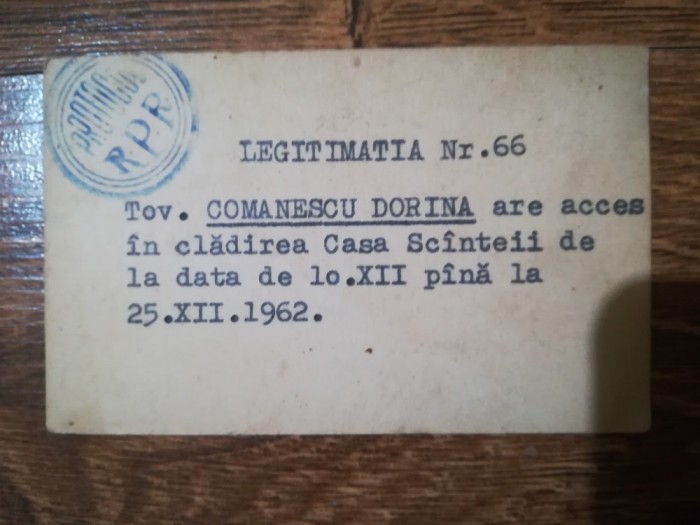 R.P.R
LEGITIMATIA Nr.66
Tov. COMANESCU DORINA are acces
în clădirea Casa Scînteii de
la data de lo.XII pînă la
25.XII.1962.